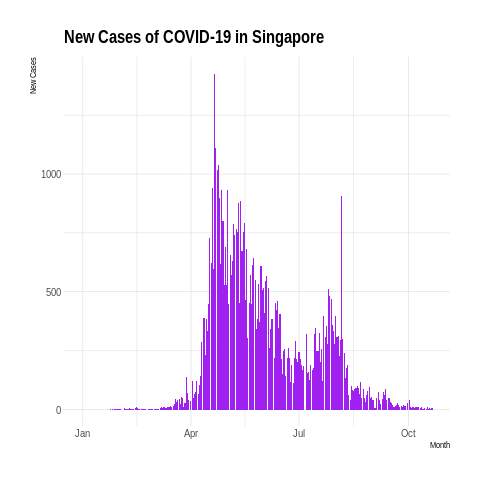 New Cases of COVID-19 in Singapore
New Cases
1000
500
0
Jan Apr Jul Oct
Month